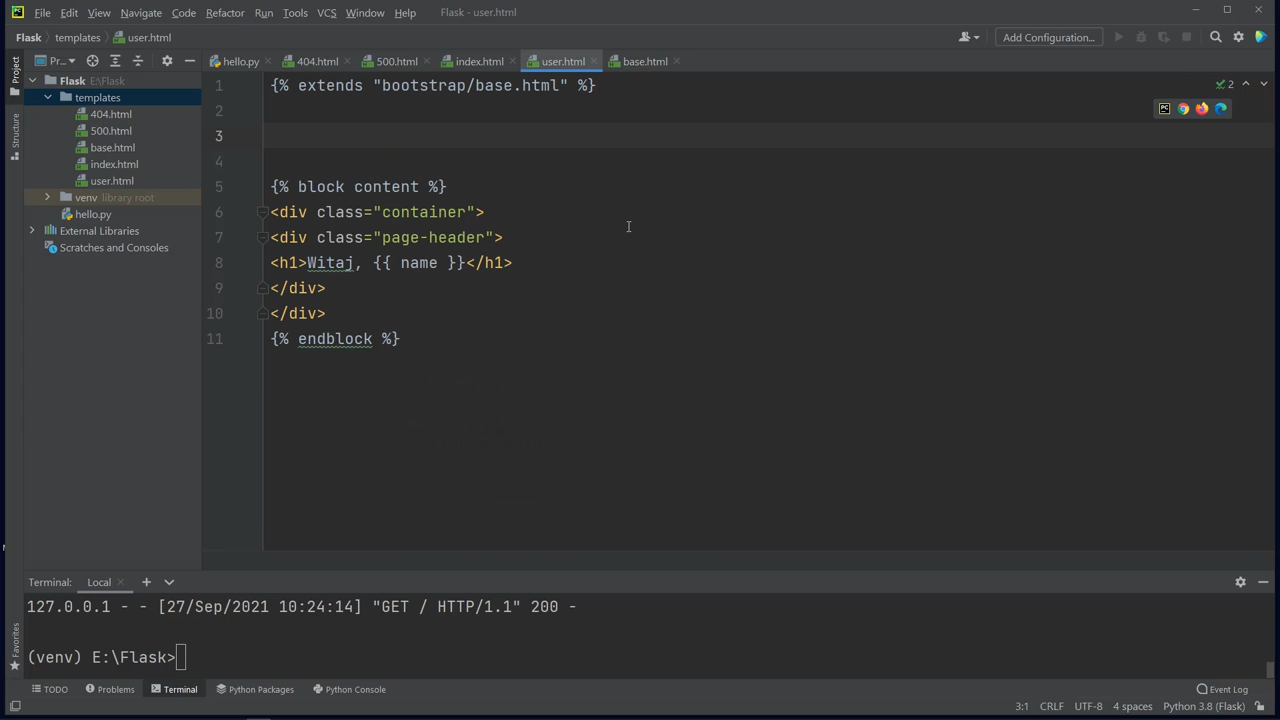 File Edit View Navigate Code Refactor Run Tools VCS Window Help Flask - user.html
Flask templates user.html Add Configuration...
Project Pr... hello.py 404.html 500.html index.html user.html base.html
Flask E:\Flask
templates
404.html
500.html
base.html
index.html
user.html
venv library root
hello.py
External Libraries
Scratches and Consoles
Structure
Favorites
1 {% extends "bootstrap/base.html" %} 2
2
3
4
5 {% block content %}
6 <div class="container">
7 <div class="page-header">
8 <h1>Witaj, {{ name }}</h1>
9 </div>
10 </div>
11 {% endblock %}
PC
Terminal: Local
127.0.0.1 - - [27/Sep/2021 10:24:14] "GET / HTTP/1.1" 200 -
(venv) E:\Flask>
TODO Problems Terminal Python Packages Python Console Event Log
3:1 CRLF UTF-8 4 spaces Python 3.8 (Flask)